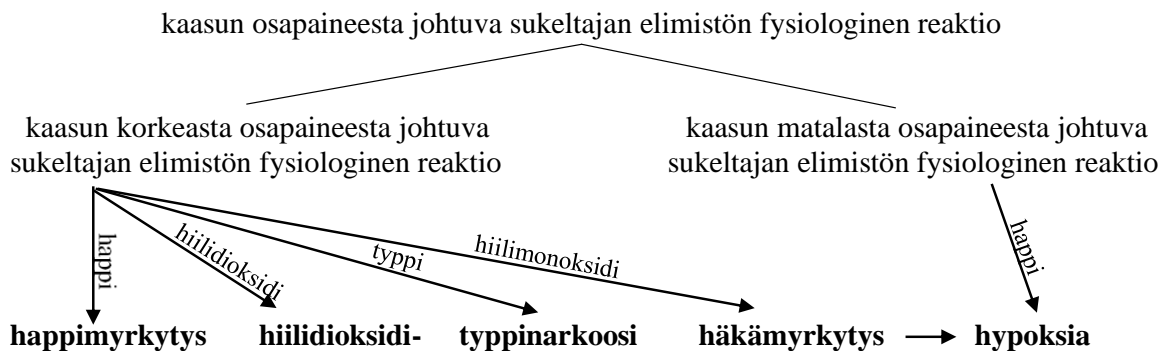 kaasun osapaineesta johtuva sukeltajan elimistön fysiologinen reaktio
kaasun korkeasta osapaineesta johtuva
sukeltajan elimistön fysiologinen reaktio
kaasun matalasta osapaineesta johtuva
sukeltajan elimistön fysiologinen reaktio
happi
hiilidioksidi
typpi
hiilimonoksidi
happi
happimyrkytys
hiilidioksidi-
typpinarkoosi
häkämyrkytys
hypoksia